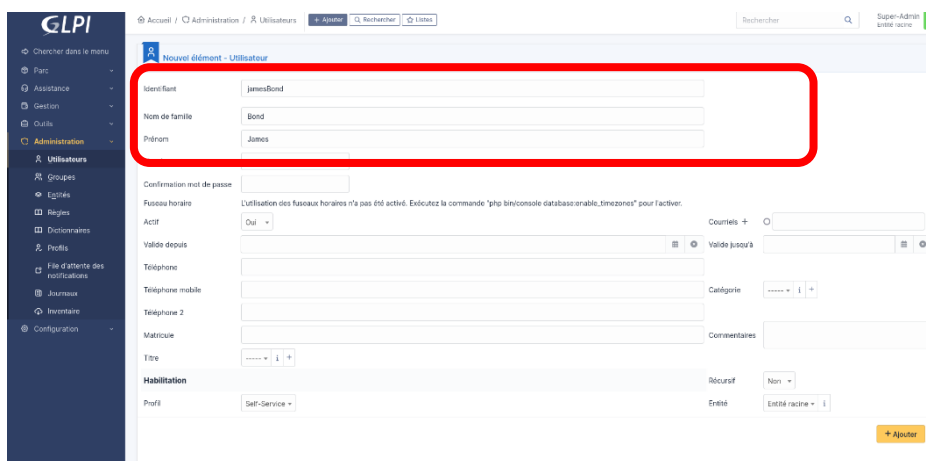 GLPI
Accueil / Administration / Utilisateurs + Ajouter Rechercher Listes
Rechercher
Super-Admin
Entité racine
Chercher dans le menu
Parc
Assistance
Gestion
Outils
Administration
Utilisateurs
Groupes
Entités
Règles
Dictionnaires
Profils
File d'attente des
notifications
Journaux
Inventaire
Configuration
Nouvel élément - Utilisateur
Identifiant jamesBond
Nom de famille Bond
Prénom James
Confirmation mot de passe
Fuseau horaire L'utilisation des fuseaux horaires n'a pas été activé. Exécutez la commande "php bin/console database:enable_timezones" pour l'activer.
Actif Oui Courriels +
Valide depuis Valide jusqu'à
Téléphone
Téléphone mobile Catégorie ----- i +
Téléphone 2
Matricule Commentaires
Titre ----- i +
Habilitation Récursif Non
Profil Self-Service Entité Entité racine i
+ Ajouter